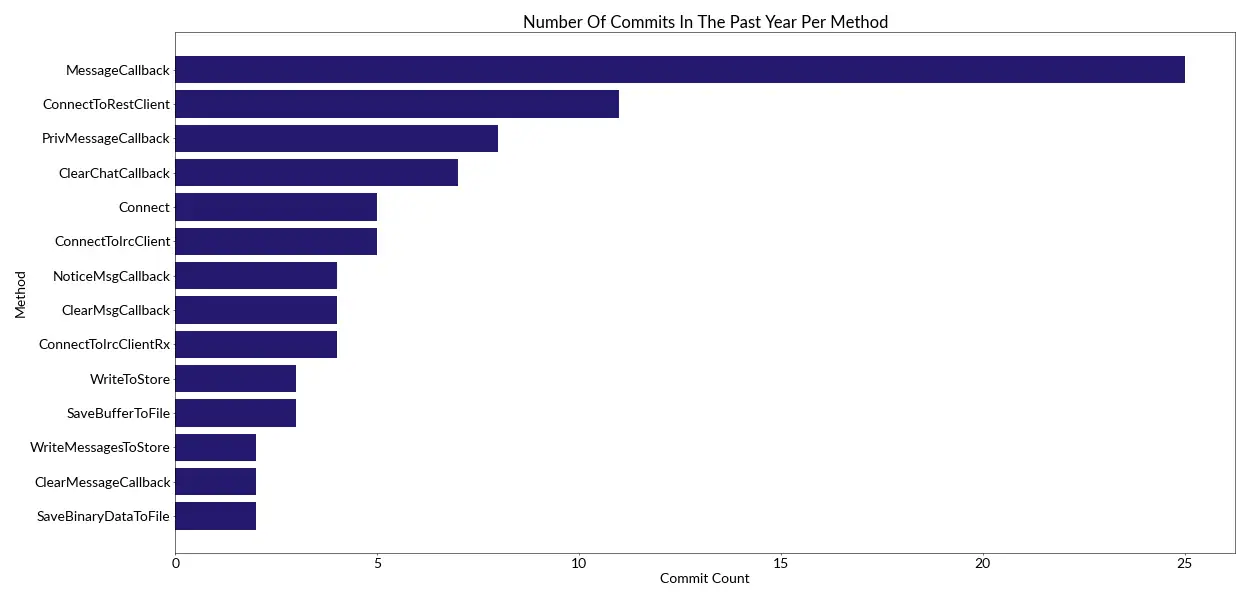 Number Of Commits In The Past Year Per Method
Method
MessageCallback
ConnectToRestClient
PrivMessageCallback
ClearChatCallback
Connect
ConnectToIrcClient
NoticeMsgCallback
ClearMsgCallback
ConnectToIrcClientRx
WriteToStore
SaveBufferToFile
WriteMessagesToStore
ClearMessageCallback
SaveBinaryDataToFile
0 5 10 15 20 25
Commit Count